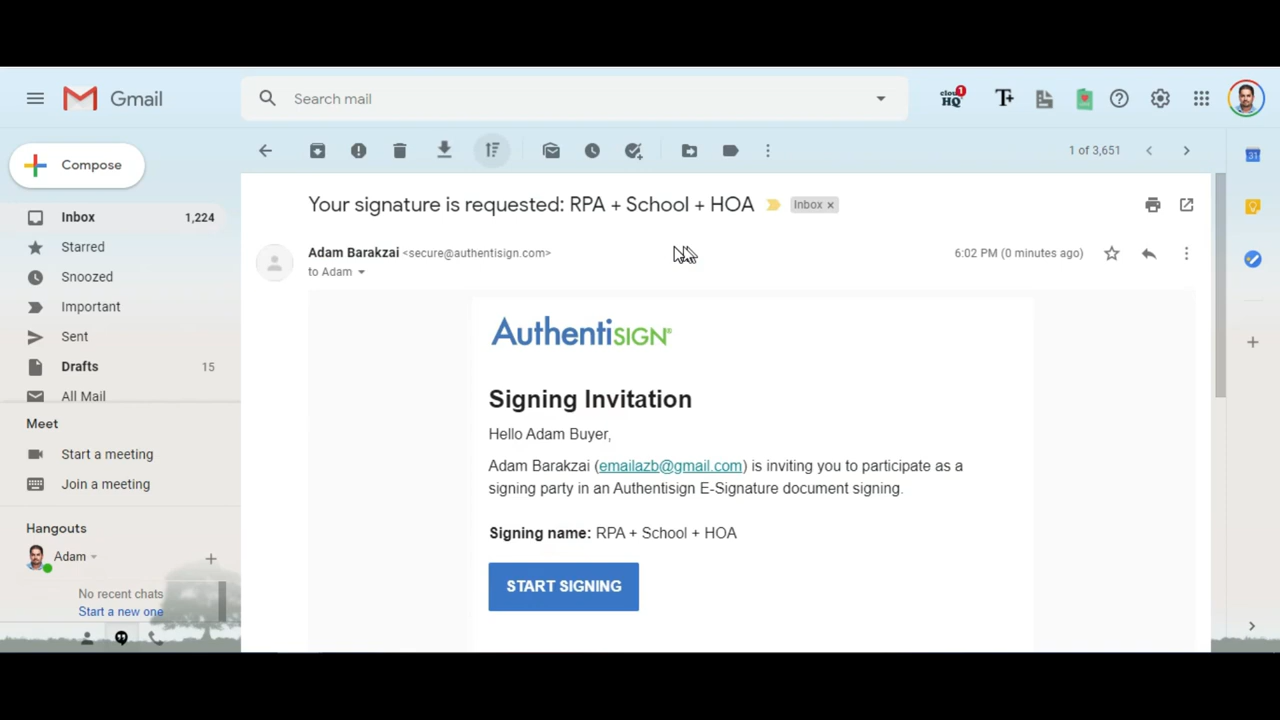 Gmail
Search mail
cloud
HQ
1
T+
Compose
1 of 3,651
Inbox 1,224
Starred
Snoozed
Important
Sent
Drafts 15
All Mail
Meet
Start a meeting
Join a meeting
Hangouts
Adam
No recent chats
Start a new one
Your signature is requested: RPA + School + HOA Inbox x
Adam Barakzai <secure@authentisign.com> 6:02 PM (0 minutes ago)
to Adam
AuthentiSIGN®
Signing Invitation
Hello Adam Buyer,
Adam Barakzai (emailazb@gmail.com) is inviting you to participate as a
signing party in an Authentisign E-Signature document signing.
Signing name: RPA + School + HOA
START SIGNING
31